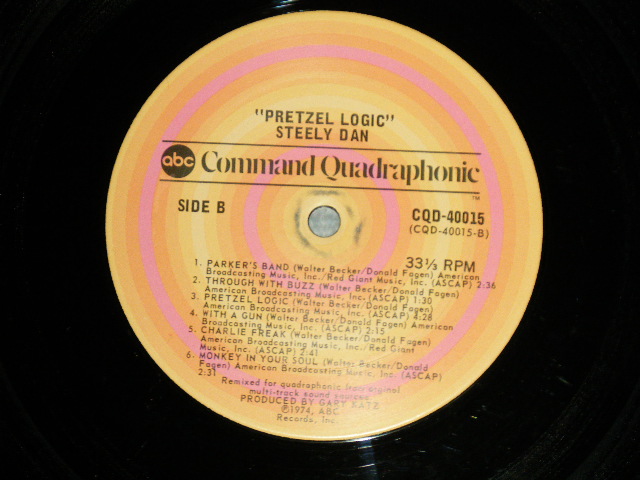 "PRETZEL LOGIC"
STEELY DAN
abc Command Quadraphonic
TM
SIDE B
CQD-40015
(CQD-40015-B)
33⅓ RPM
1. PARKER'S BAND (Walter Becker/Donald Fagen) American
Broadcasting Music, Inc./Red Giant Music, Inc. (ASCAP) 2:36
2. THROUGH WITH BUZZ (Walter Becker/Donald Fagen)
American Broadcasting Music, Inc. (ASCAP) 1:30
3. PRETZEL LOGIC (Walter Becker/Donald Fagen)
American Broadcasting Music, Inc. (ASCAP) 4:28
4. WITH A GUN (Walter Becker/Donald Fagen) American
Broadcasting Music, Inc. (ASCAP) 2:15
5. CHARLIE FREAK (Walter Becker/Donald Fagen)
American Broadcasting Music, Inc./Red Giant
Music, Inc. (ASCAP) 2:41
6. MONKEY IN YOUR SOUL (Walter Becker/Donald
Fagen) American Broadcasting Music, Inc. (ASCAP)
2:31
Remixed for quadraphonic from original
multi-track sound sources
PRODUCED BY GARY KATZ
℗1974, ABC
Records, Inc.